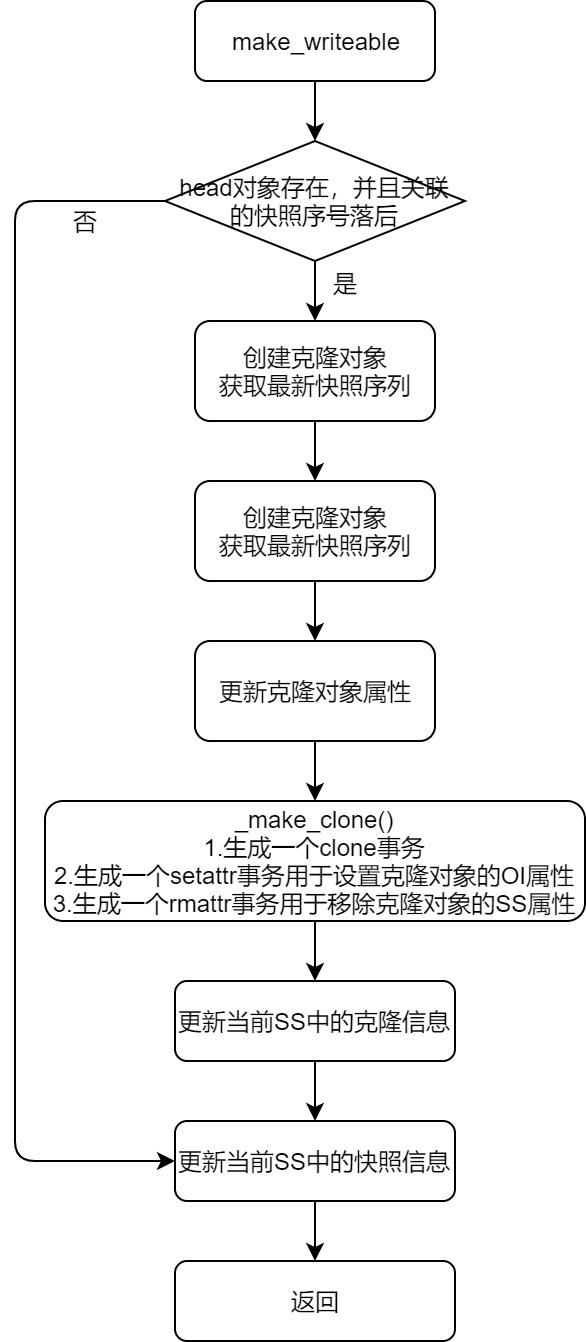 make_writeable
head对象存在，并且关联
的快照序号落后
否
是
创建克隆对象
获取最新快照序列
创建克隆对象
获取最新快照序列
更新克隆对象属性
_make_clone()
1.生成一个clone事务
2.生成一个setattr事务用于设置克隆对象的OI属性
3.生成一个rmattr事务用于移除克隆对象的SS属性
更新当前SS中的克隆信息
更新当前SS中的快照信息
返回